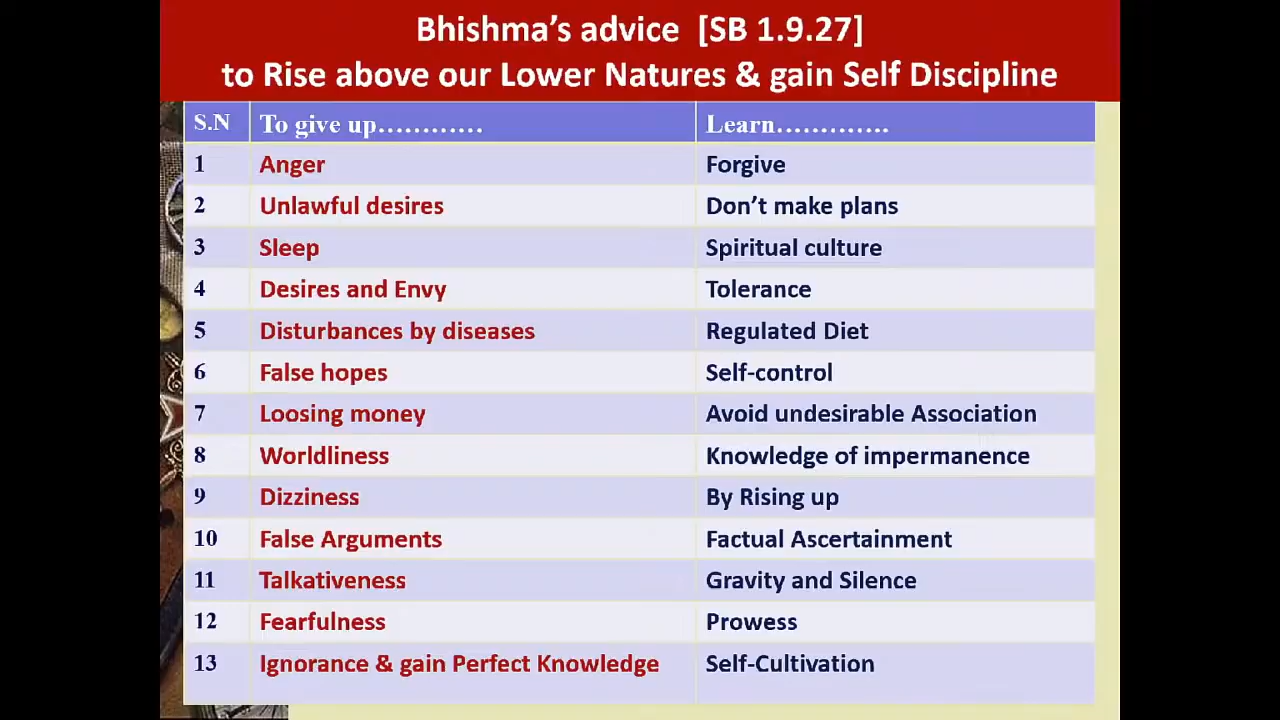 Bhishma’s advice [SB 1.9.27]
to Rise above our Lower Natures & gain Self Discipline
S.N To give up………… Learn………….
1 Anger Forgive
2 Unlawful desires Don’t make plans
3 Sleep Spiritual culture
4 Desires and Envy Tolerance
5 Disturbances by diseases Regulated Diet
6 False hopes Self-control
7 Loosing money Avoid undesirable Association
8 Worldliness Knowledge of impermanence
9 Dizziness By Rising up
10 False Arguments Factual Ascertainment
11 Talkativeness Gravity and Silence
12 Fearfulness Prowess
13 Ignorance & gain Perfect Knowledge Self-Cultivation